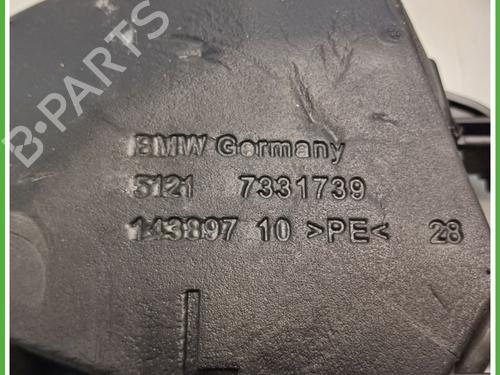 B-PARTS
BMW Germany
5121 7331739
143897 10 >PE< 28
L